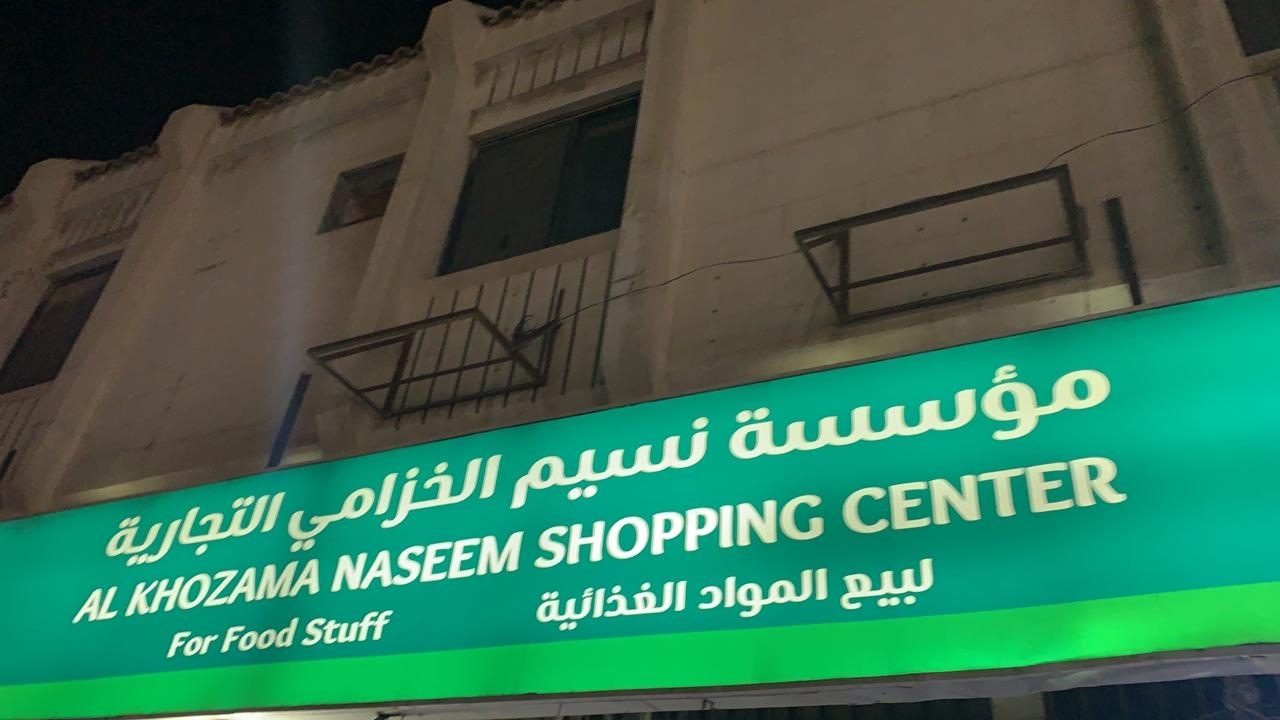 مؤسسة نسيم الخزامي التجارية
AL KHOZAMA NASEEM SHOPPING CENTER
لبيع المواد الغذائية
For Food Stuff